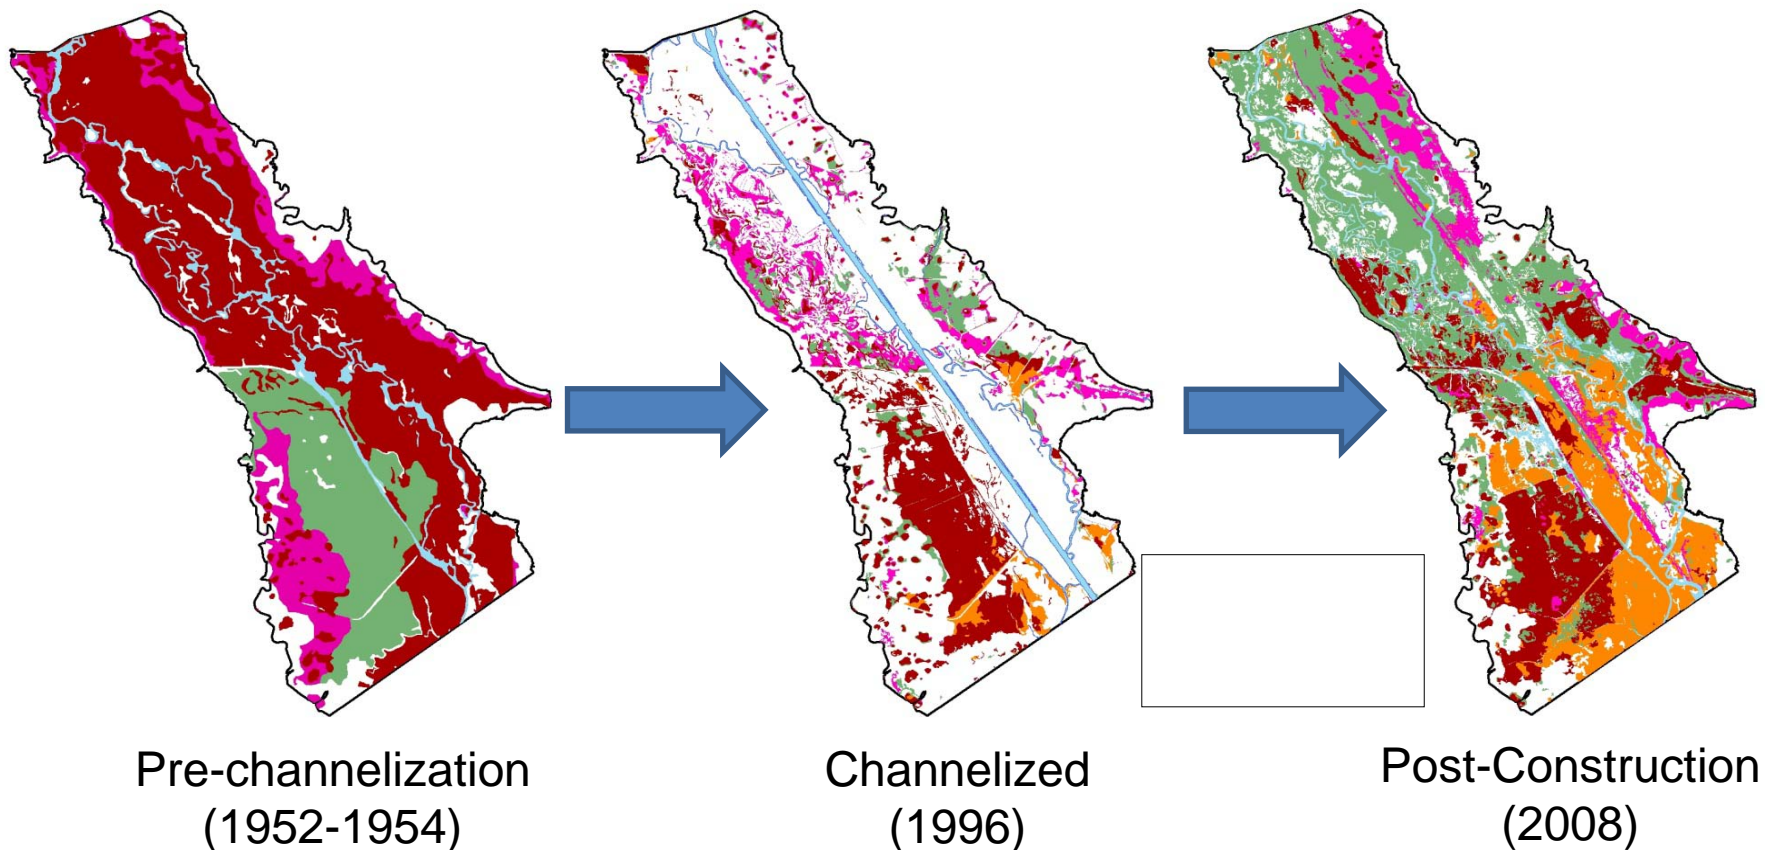 Pre-channelization
(1952-1954)
Channelized
(1996)
Post-Construction
(2008)